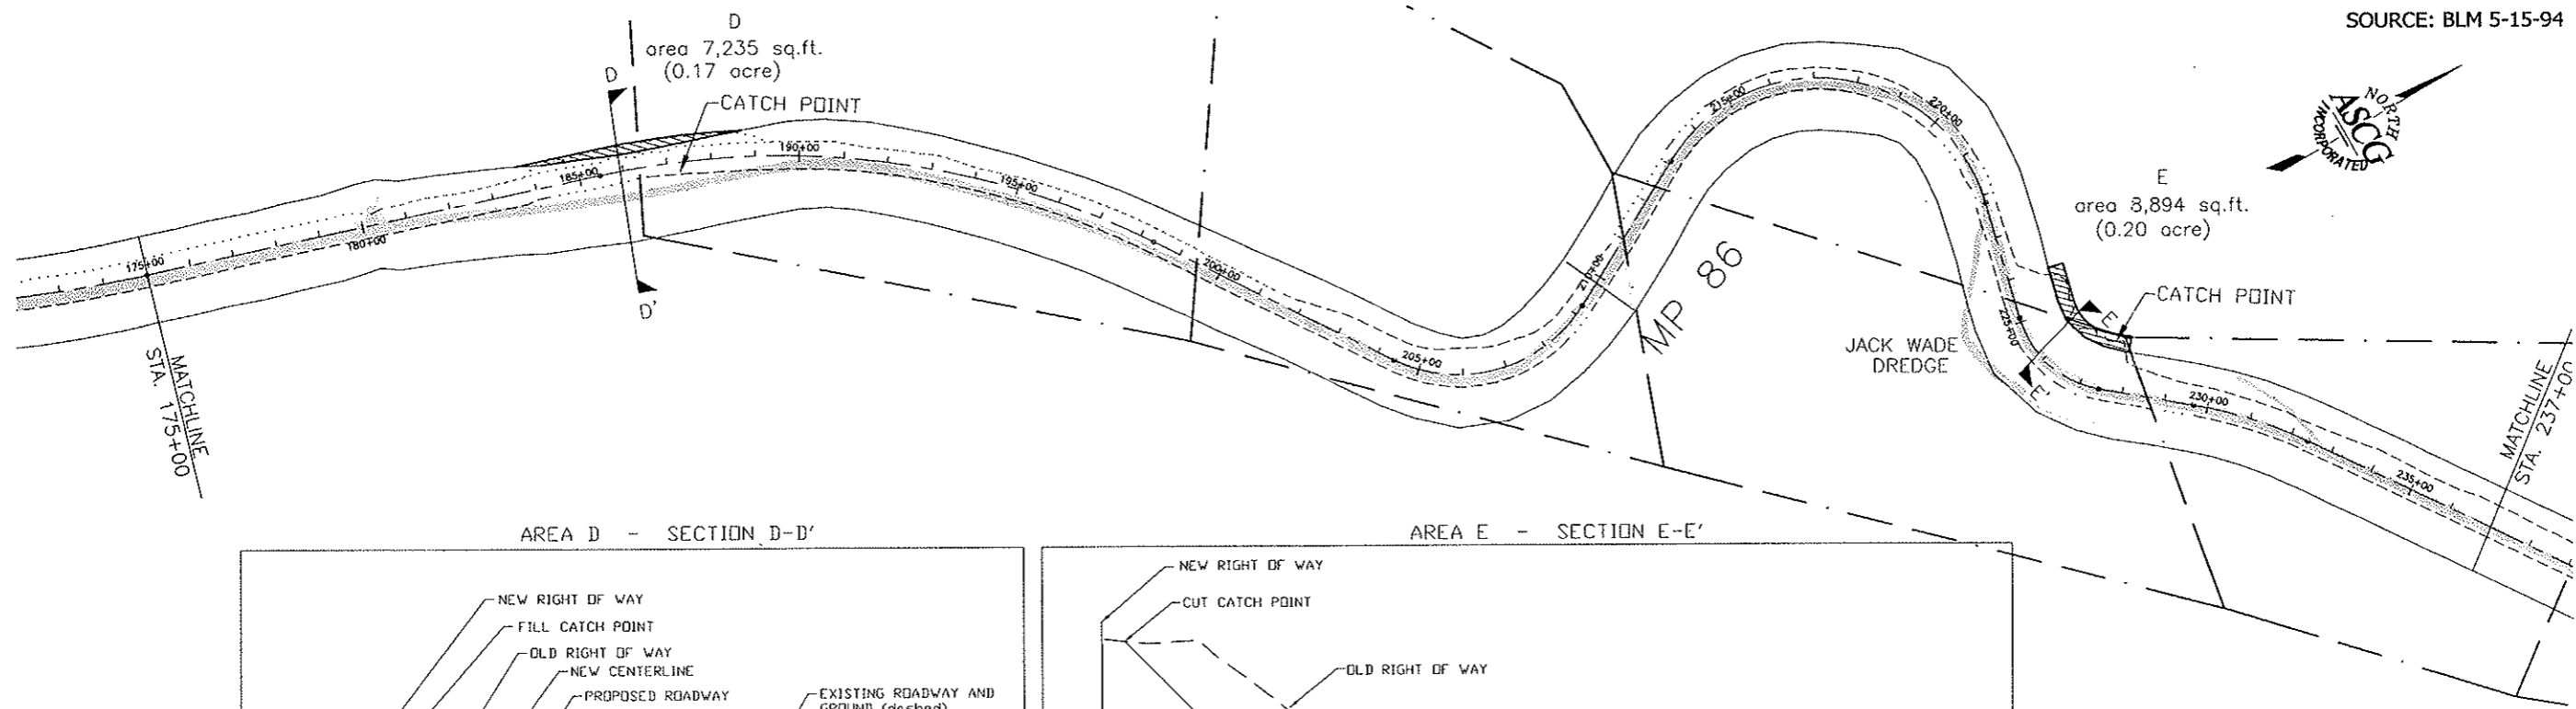 SOURCE: BLM 5-15-94
D
area 7,235 sq.ft.
(0.17 acre)
D
CATCH POINT
NORTH
ASCG
INCORPORATED
E
area 8,894 sq.ft.
(0.20 acre)
175+00
180+00
185+00
190+00
195+00
200+00
205+00
210+00
215+00
220+00
225+00
230+00
235+00
D'
MP 86
E
CATCH POINT
JACK WADE
DREDGE
E'
MATCHLINE
STA. 175+00
MATCHLINE
STA. 237+00
AREA D - SECTION D-D'
NEW RIGHT OF WAY
FILL CATCH POINT
OLD RIGHT OF WAY
NEW CENTERLINE
PROPOSED ROADWAY
EXISTING ROADWAY AND
GROUND (dashed)
AREA E - SECTION E-E'
NEW RIGHT OF WAY
CUT CATCH POINT
OLD RIGHT OF WAY